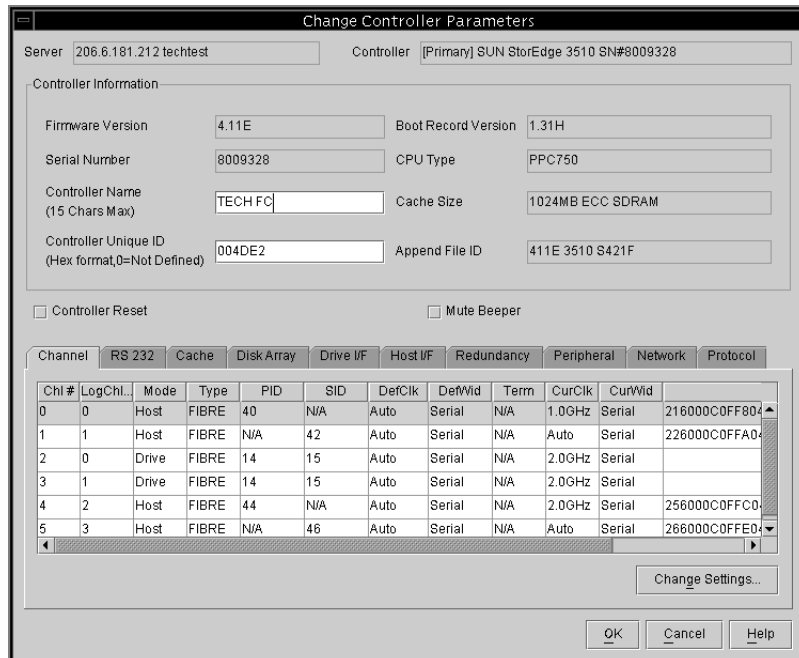 Change Controller Parameters
Server 206.6.181.212 techtest Controller [Primary] SUN StorEdge 3510 SN#8009328
Controller Information
Firmware Version 4.11E Boot Record Version 1.31H
Serial Number 8009328 CPU Type PPC750
Controller Name
(15 Chars Max) TECH FC Cache Size 1024MB ECC SDRAM
Controller Unique ID
(Hex format,0=Not Defined) 004DE2 Append File ID 411E 3510 S421F
Controller Reset Mute Beeper
Channel RS 232 Cache Disk Array Drive I/F Host I/F Redundancy Peripheral Network Protocol
Chl # LogChl... Mode Type PID SID DefClk DefWid Term CurClk CurWid
0 0 Host FIBRE 40 N/A Auto Serial N/A 1.0GHz Serial 216000C0FF804
1 1 Host FIBRE N/A 42 Auto Serial N/A Auto Serial 226000C0FFA04
2 0 Drive FIBRE 14 15 Auto Serial N/A 2.0GHz Serial
3 1 Drive FIBRE 14 15 Auto Serial N/A 2.0GHz Serial
4 2 Host FIBRE 44 N/A Auto Serial N/A 2.0GHz Serial 256000C0FFC04
5 3 Host FIBRE N/A 46 Auto Serial N/A Auto Serial 266000C0FFE04
Change Settings...
OK Cancel Help